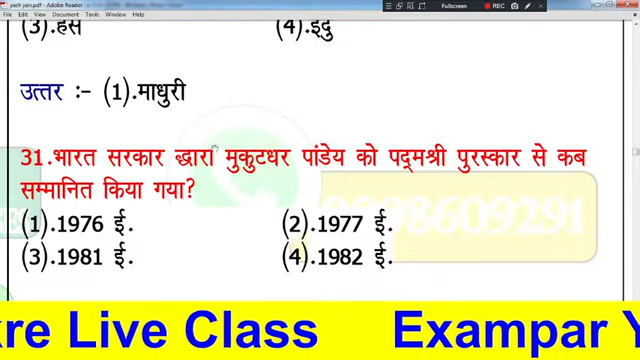 yash jain.pdf - Adobe Reader
File Edit View Document Tools Window Help
Fullscreen REC
(3).हंस (4).इंदु
उत्तर :- (1).माधुरी
31.भारत सरकार द्धारा मुकुटधर पांडेय को पद्मश्री पुरस्कार से कब
सम्मानित किया गया?
(1).1976 ई. (2).1977 ई.
(3).1981 ई. (4).1982 ई.
kre Live Class Exampar Y